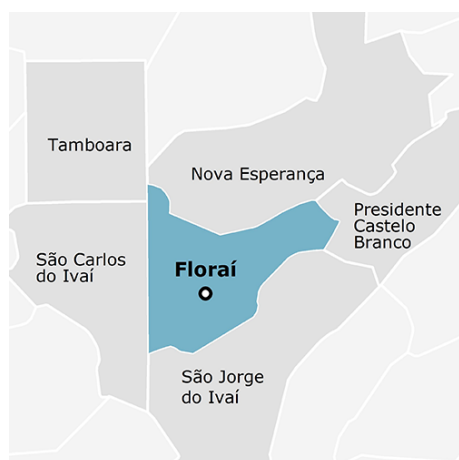 Tamboara
Nova Esperança
Presidente
Castelo
Branco
São Carlos
do Ivaí
Floraí
São Jorge
do Ivaí